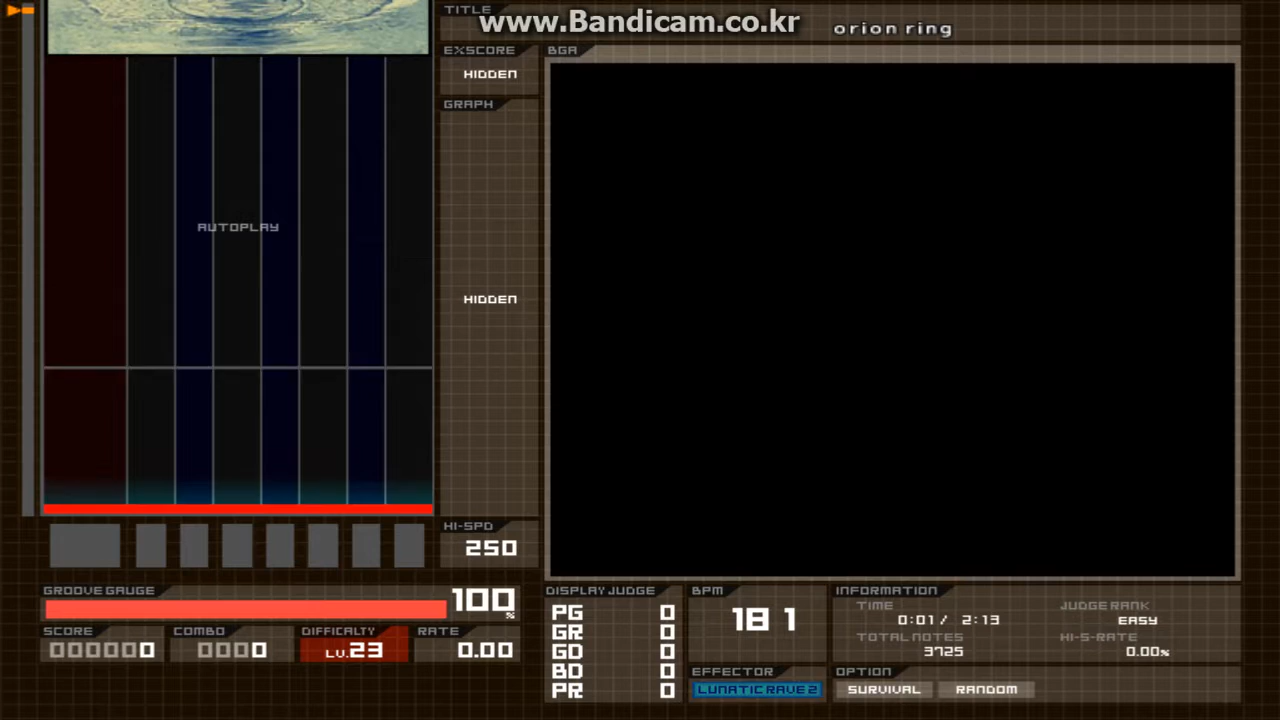 TITLE
www.Bandicam.co.kr
orion ring
EXSCORE
BGA
HIDDEN
GRAPH
AUTOPLAY
HIDDEN
HI-SPD
250
GROOVE GAUGE
100
%
SCORE
COMBO
DIFFICALTY
RATE
000000
0000
LV.23
0.00
DISPLAY JUDGE
PG 0
GR 0
GD 0
BD 0
PR 0
BPM
181
EFFECTOR
LUNATIC RAVE 2
INFORMATION
TIME
0:01 / 2:13
JUDGE RANK
EASY
TOTAL NOTES
3725
HI-S-RATE
0.00%
OPTION
SURVIVAL
RANDOM